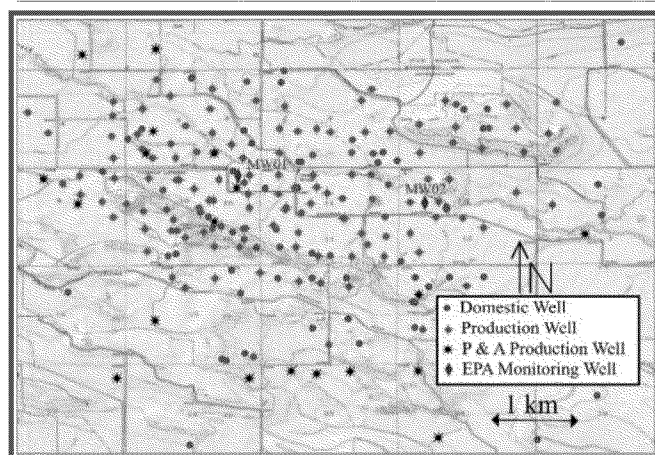 MW01
MW02
N
Domestic Well
Production Well
P & A Production Well
EPA Monitoring Well
1 km